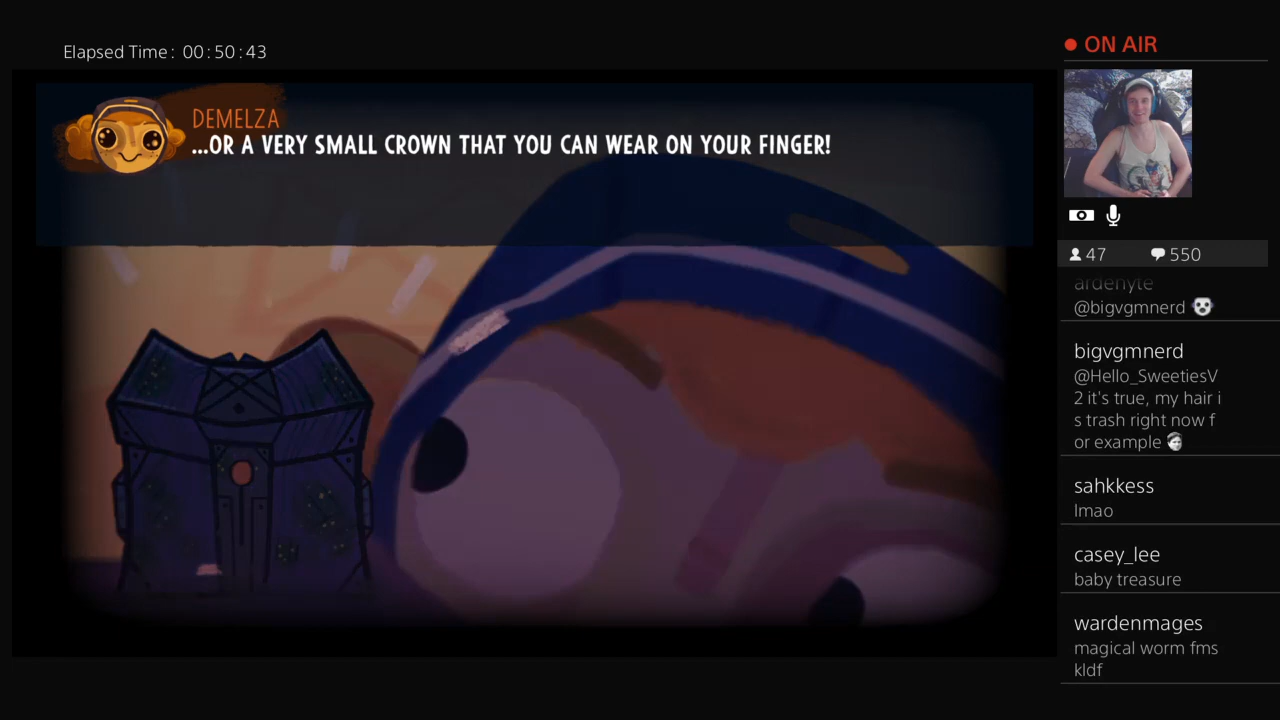 Elapsed Time: 00:50:43
ON AIR
DEMELZA
...OR A VERY SMALL CROWN THAT YOU CAN WEAR ON YOUR FINGER!
47 550
ardenyte
@bigvgmnerd
bigvgmnerd
@Hello_SweetiesV
2 it's true, my hair i
s trash right now f
or example
sahkkess
lmao
casey_lee
baby treasure
wardenmages
magical worm fms
kldf